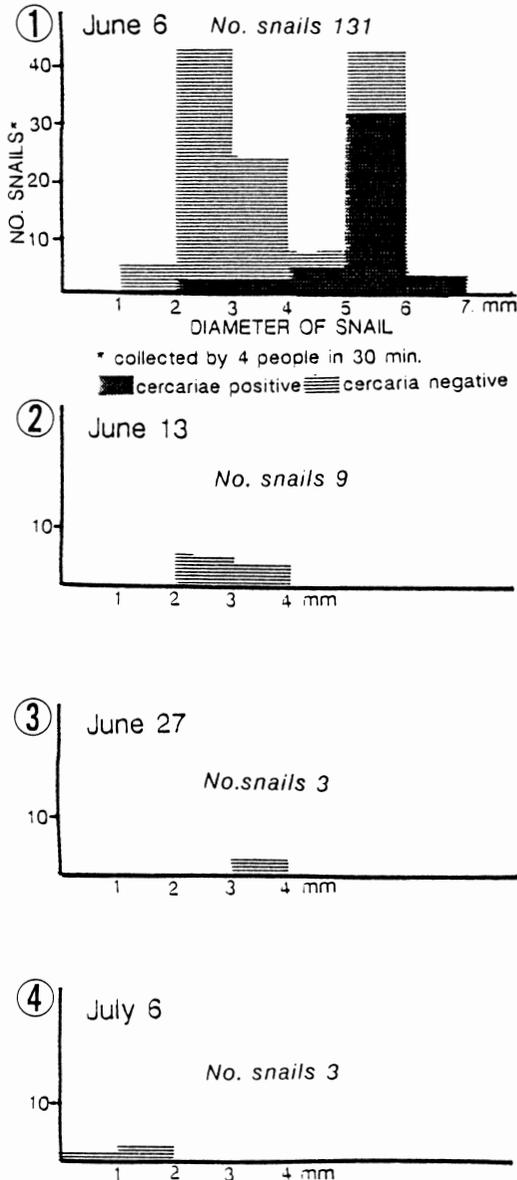 ① June 6 No. snails 131
NO. SNAILS*
40
30
20
10
1 2 3 4 5 6 7. mm
DIAMETER OF SNAIL
* collected by 4 people in 30 min.
cercariae positive cercaria negative
② June 13
No. snails 9
10
1 2 3 4 mm
③ June 27
No.snails 3
10
1 2 3 4 mm
④ July 6
No. snails 3
10
1 2 3 4 mm